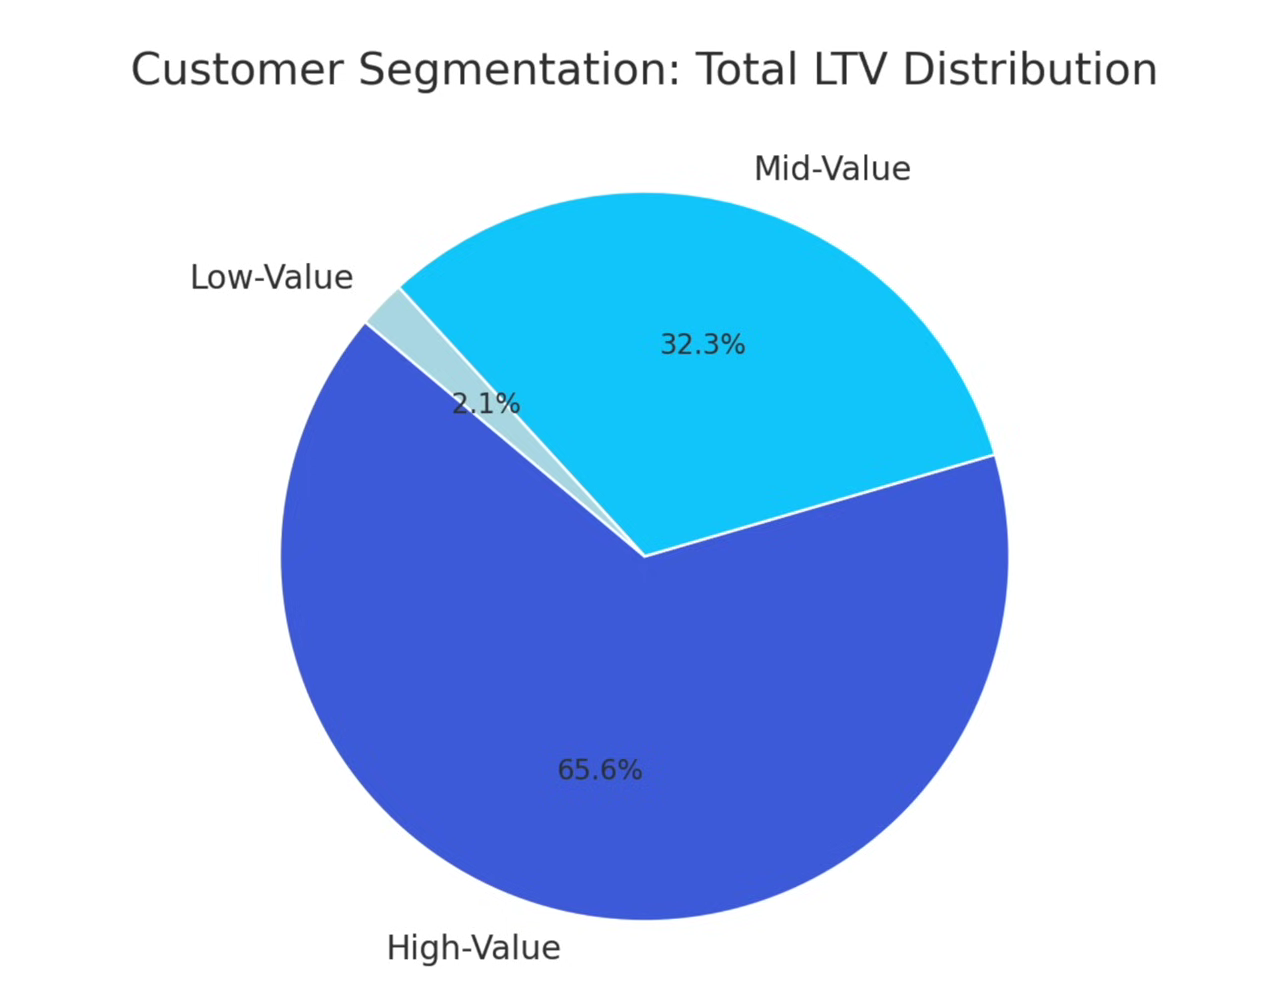 Customer Segmentation: Total LTV Distribution
Mid-Value
Low-Value
32.3%
2.1%
65.6%
High-Value